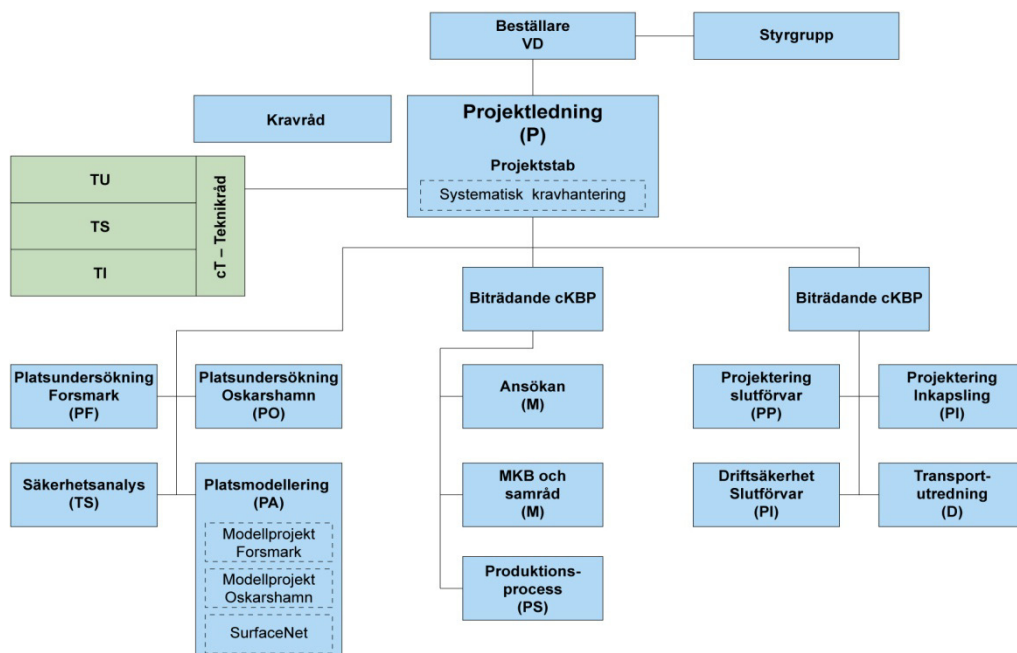 Beställare
VD
Styrgrupp
Kravråd
Projektledning
(P)
Projektstab
Systematisk kravhantering
TU
TS
TI
cT – Teknikråd
Biträdande cKBP
Biträdande cKBP
Platsundersökning
Forsmark
(PF)
Platsundersökning
Oskarshamn
(PO)
Ansökan
(M)
Projektering
slutförvar
(PP)
Projektering
Inkapsling
(PI)
Säkerhetsanalys
(TS)
Platsmodellering
(PA)
Modellprojekt
Forsmark
Modellprojekt
Oskarshamn
SurfaceNet
MKB och
samråd
(M)
Driftsäkerhet
Slutförvar
(PI)
Transport-
utredning
(D)
Produktions-
process
(PS)